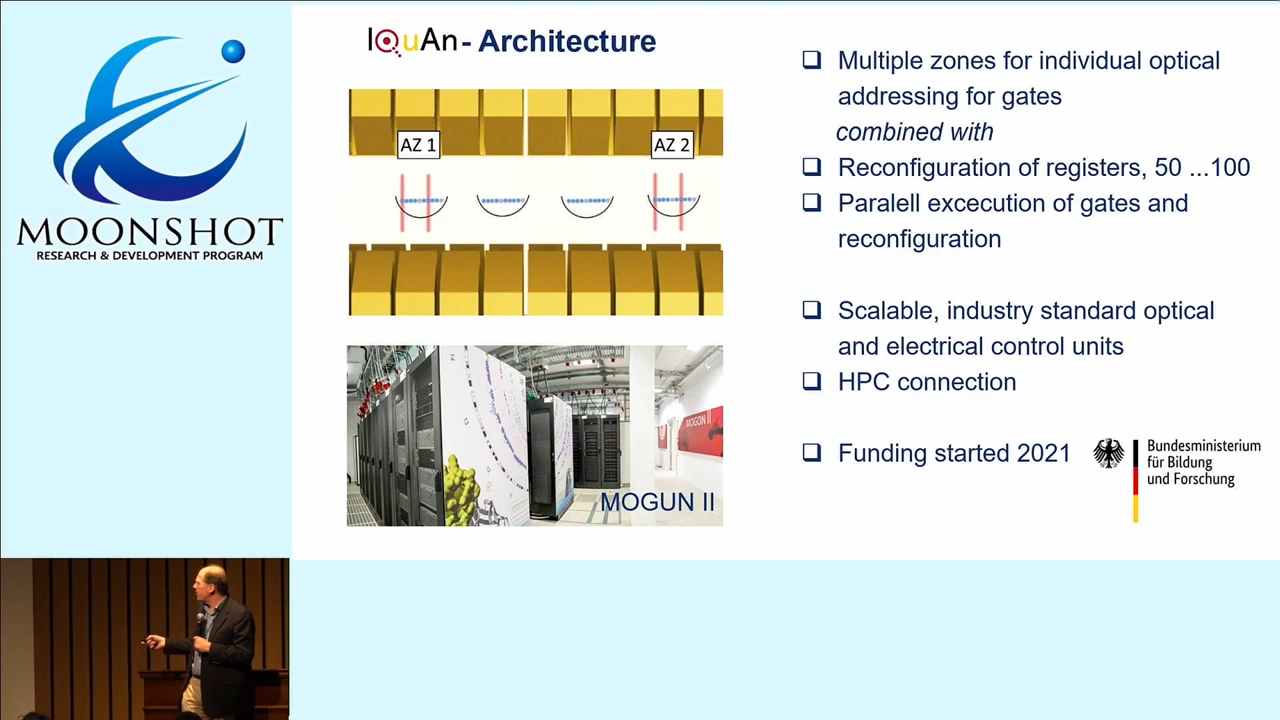 MOONSHOT
RESEARCH & DEVELOPMENT PROGRAM
IQuAn - Architecture
AZ 1
AZ 2
MOGON II
MOGUN II
❑ Multiple zones for individual optical
addressing for gates
combined with
❑ Reconfiguration of registers, 50 ...100
❑ Paralell excecution of gates and
reconfiguration
❑ Scalable, industry standard optical
and electrical control units
❑ HPC connection
❑ Funding started 2021
Bundesministerium
für Bildung
und Forschung